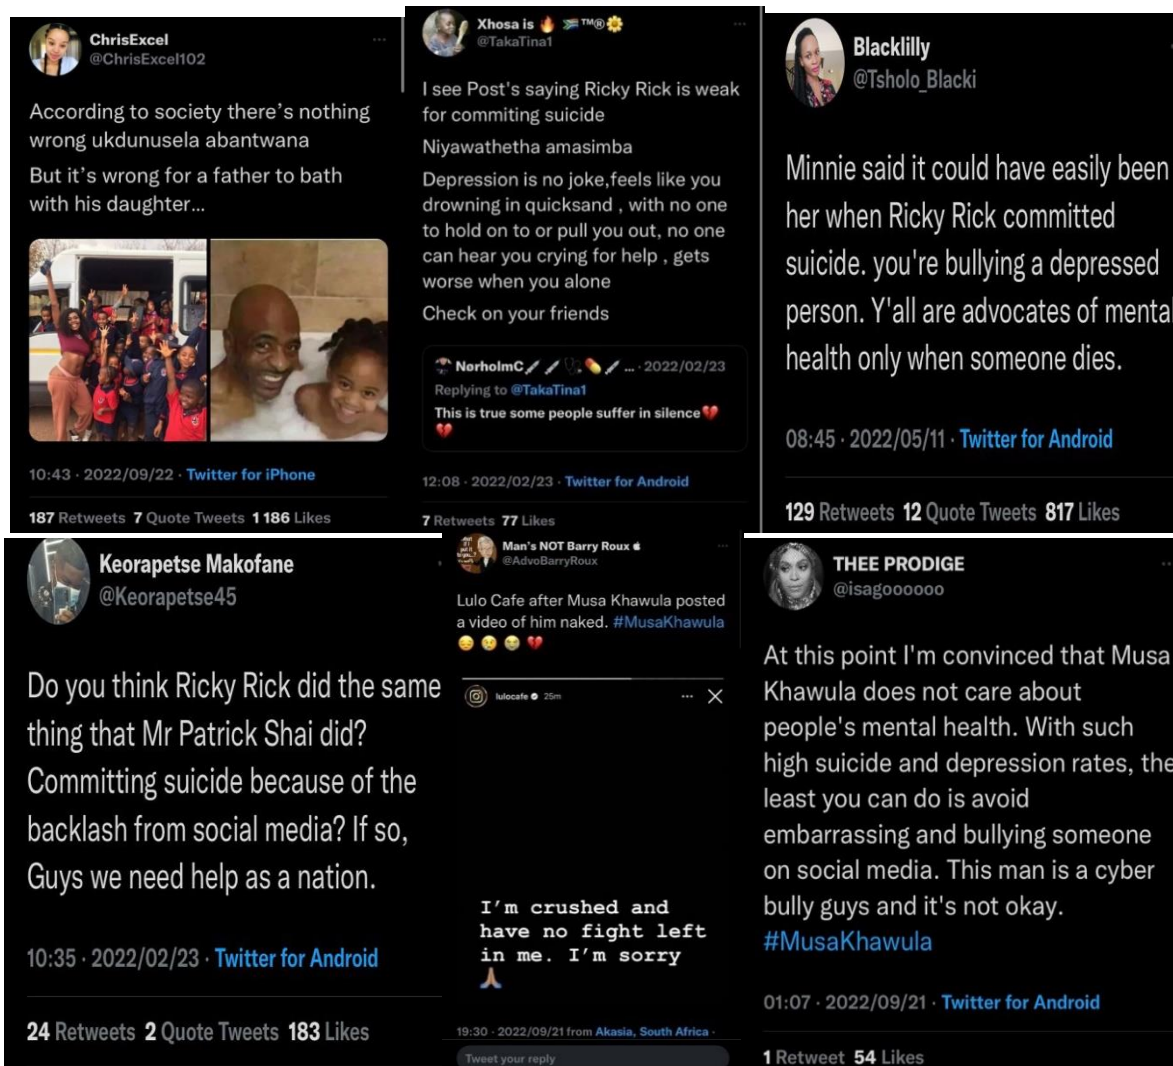 ChrisExcel
@ChrisExcel102
According to society there's nothing
wrong ukdunusela abantwana
But it's wrong for a father to bath
with his daughter...
10:43 · 2022/09/22 · Twitter for iPhone
187 Retweets 7 Quote Tweets 1 186 Likes
Xhosa is 🔥 🇿🇦™®🌼
@TakaTina1
I see Post's saying Ricky Rick is weak
for commiting suicide
Niyawathetha amasimba
Depression is no joke,feels like you
drowning in quicksand , with no one
to hold on to or pull you out, no one
can hear you crying for help , gets
worse when you alone
Check on your friends
NørholmC ... · 2022/02/23
Replying to @TakaTina1
This is true some people suffer in silence💔
💔
12:08 · 2022/02/23 · Twitter for Android
7 Retweets 77 Likes
Blacklilly
@Tsholo_Blacki
Minnie said it could have easily been
her when Ricky Rick committed
suicide. you're bullying a depressed
person. Y'all are advocates of menta
health only when someone dies.
08:45 · 2022/05/11 · Twitter for Android
129 Retweets 12 Quote Tweets 817 Likes
Keorapetse Makofane
@Keorapetse45
Do you think Ricky Rick did the same
thing that Mr Patrick Shai did?
Committing suicide because of the
backlash from social media? If so,
Guys we need help as a nation.
10:35 · 2022/02/23 · Twitter for Android
24 Retweets 2 Quote Tweets 183 Likes
Man's NOT Barry Roux
@AdvoBarryRoux
Lulo Cafe after Musa Khawula posted
a video of him naked. #MusaKhawula
😔 😢 😭 💔
lulocafe 25m
I'm crushed and
have no fight left
in me. I'm sorry
🙏🏽
19:30 · 2022/09/21 from Akasia, South Africa ·
Tweet your reply
THEE PRODIGE
@isagoooooo
At this point I'm convinced that Musa
Khawula does not care about
people's mental health. With such
high suicide and depression rates, the
least you can do is avoid
embarrassing and bullying someone
on social media. This man is a cyber
bully guys and it's not okay.
#MusaKhawula
01:07 · 2022/09/21 · Twitter for Android
1 Retweet 54 Likes